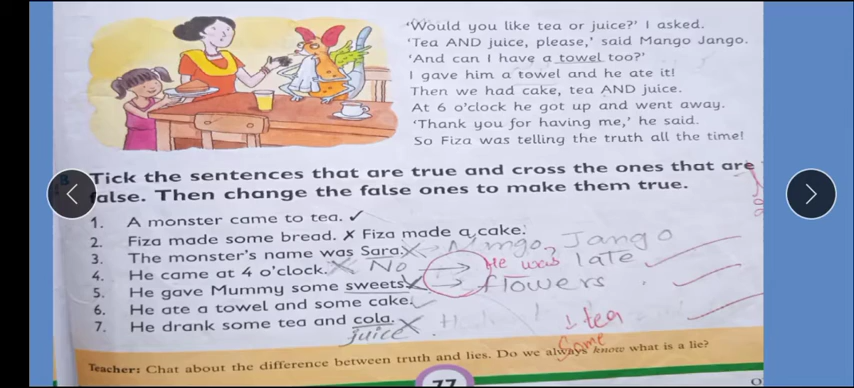 ‘Would you like tea or juice?’ I asked.
‘Tea AND juice, please,’ said Mango Jango.
‘And can I have a towel too?’
I gave him a towel and he ate it!
Then we had cake, tea AND juice.
At 6 o’clock he got up and went away.
‘Thank you for having me,’ he said.
So Fiza was telling the truth all the time!
Tick the sentences that are true and cross the ones that are
false. Then change the false ones to make them true.
1. A monster came to tea. ✓
2. Fiza made some bread. ✗ Fiza made a cake.
3. The monster’s name was Sara. ✗ Mngo Jango
4. He came at 4 o’clock. ✗ No → He was late
5. He gave Mummy some sweets. ✗ → flowers
6. He ate a towel and some cake.
7. He drank some tea and cola. ✗ tea
juice some
Teacher: Chat about the difference between truth and lies. Do we always know what is a lie?
77